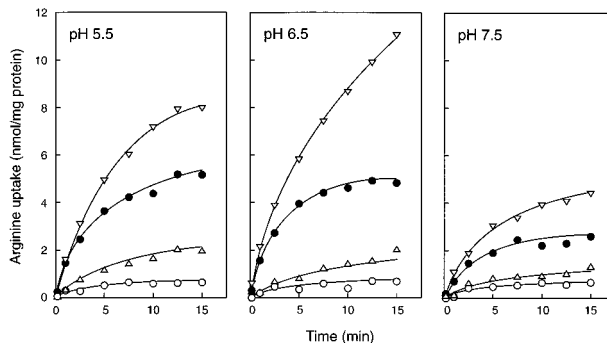 pH 5.5
pH 6.5
pH 7.5
Arginine uptake (nmol/mg protein)
12
10
8
6
4
2
0
0 5 10 15
0 5 10 15
0 5 10 15
Time (min)